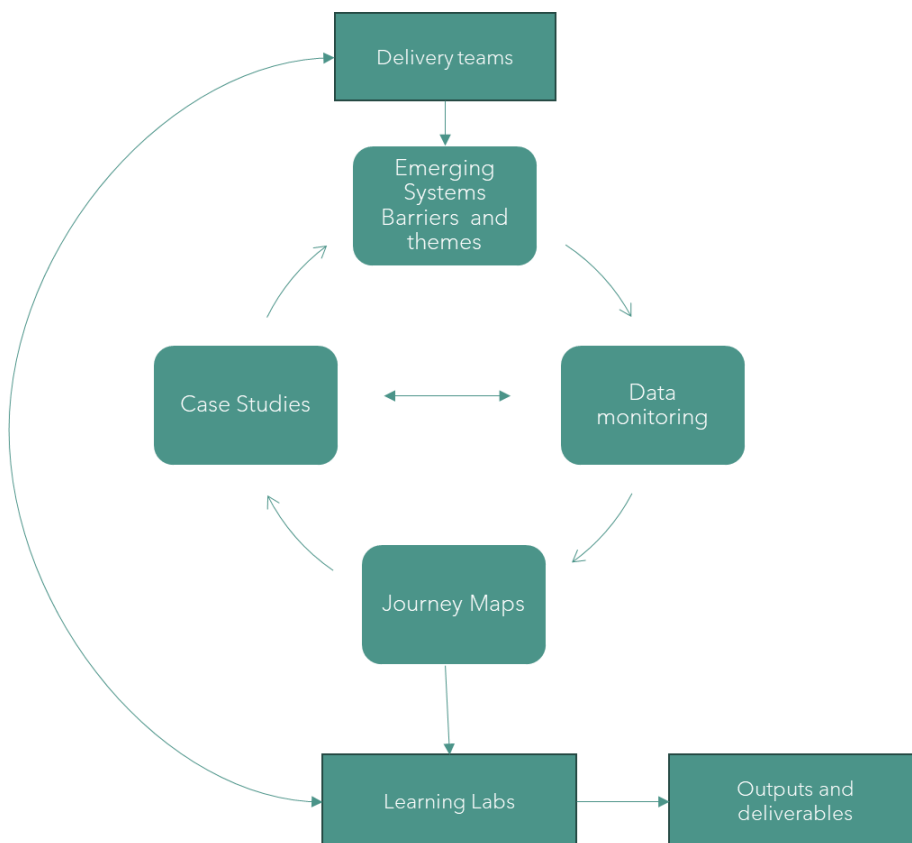 Delivery teams
Emerging
Systems
Barriers and
themes
Case Studies
Data
monitoring
Journey Maps
Learning Labs
Outputs and
deliverables